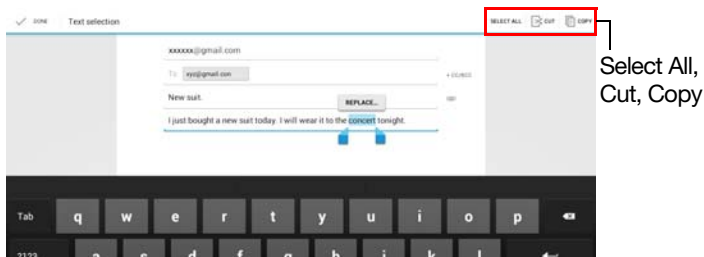 DONE Text selection SELECT ALL CUT COPY
Select All,
Cut, Copy
xxxxxx@gmail.com
To xyz@gmail.com + CC/BCC
New suit.
REPLACE...
I just bought a new suit today. I will wear it to the concert tonight.
Tab q w e r t y u i o p
?123 a s d f g h j k l